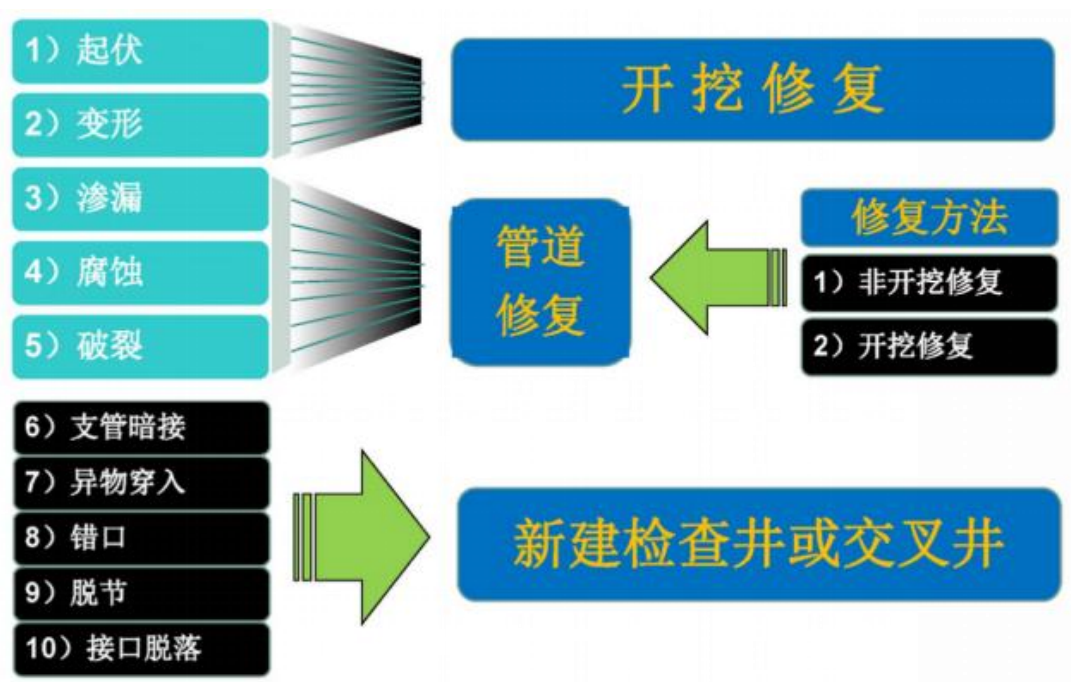 1）起伏
2）变形
开挖修复
3）渗漏
4）腐蚀
5）破裂
管道
修复
修复方法
1）非开挖修复
2）开挖修复
6）支管暗接
7）异物穿入
8）错口
9）脱节
10）接口脱落
新建检查井或交叉井